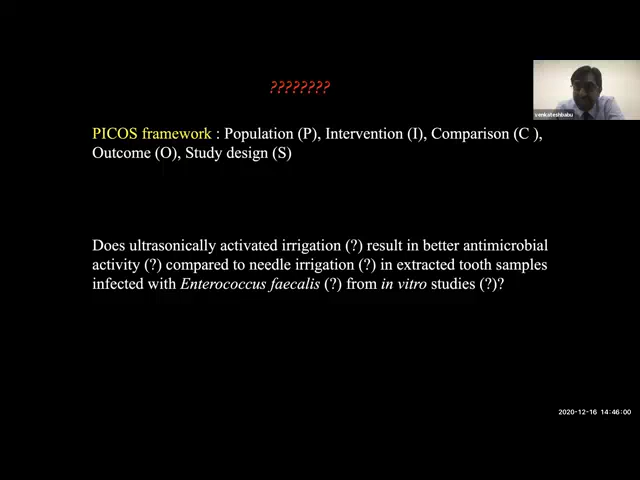 ????????
venkateshbabu
PICOS framework : Population (P), Intervention (I), Comparison (C ),
Outcome (O), Study design (S)
Does ultrasonically activated irrigation (?) result in better antimicrobial
activity (?) compared to needle irrigation (?) in extracted tooth samples
infected with Enterococcus faecalis (?) from in vitro studies (?)?
2020-12-16 14:46:00